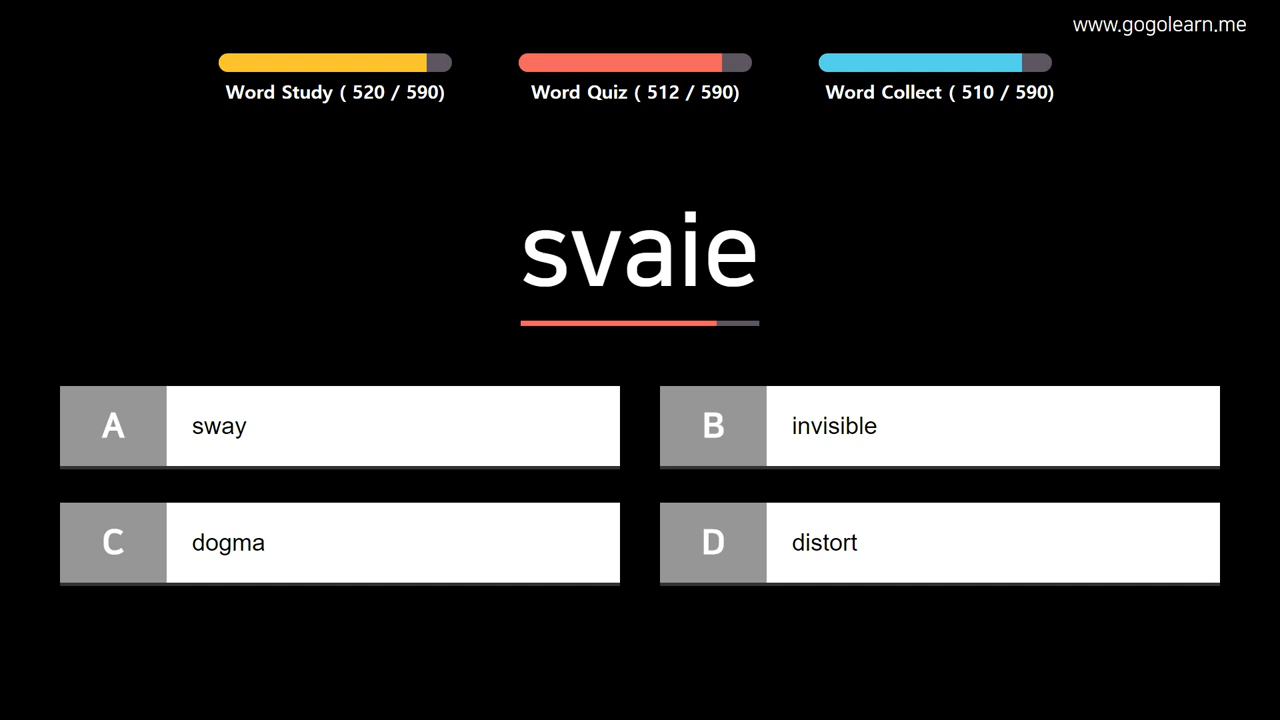 www.gogolearn.me
Word Study ( 520 / 590)
Word Quiz ( 512 / 590)
Word Collect ( 510 / 590)
svaie
A
sway
B
invisible
C
dogma
D
distort